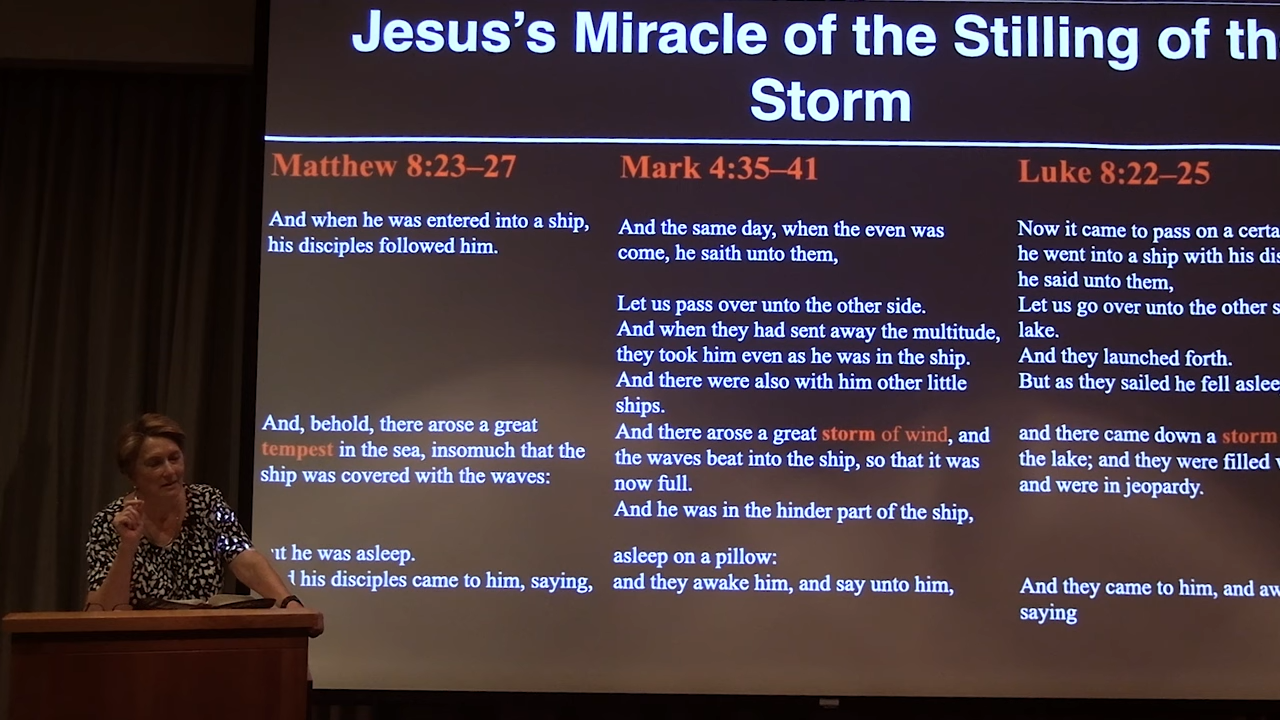 Jesus’s Miracle of the Stilling of th
Storm
Matthew 8:23–27
And when he was entered into a ship,
his disciples followed him.
And, behold, there arose a great
tempest in the sea, insomuch that the
ship was covered with the waves:
ut he was asleep.
his disciples came to him, saying,
Mark 4:35–41
And the same day, when the even was
come, he saith unto them,
Let us pass over unto the other side.
And when they had sent away the multitude,
they took him even as he was in the ship.
And there were also with him other little
ships.
And there arose a great storm of wind, and
the waves beat into the ship, so that it was
now full.
And he was in the hinder part of the ship,
asleep on a pillow:
and they awake him, and say unto him,
Luke 8:22–25
Now it came to pass on a certa
he went into a ship with his dis
he said unto them,
Let us go over unto the other s
lake.
And they launched forth.
But as they sailed he fell aslee
and there came down a storm
the lake; and they were filled
and were in jeopardy.
And they came to him, and aw
saying